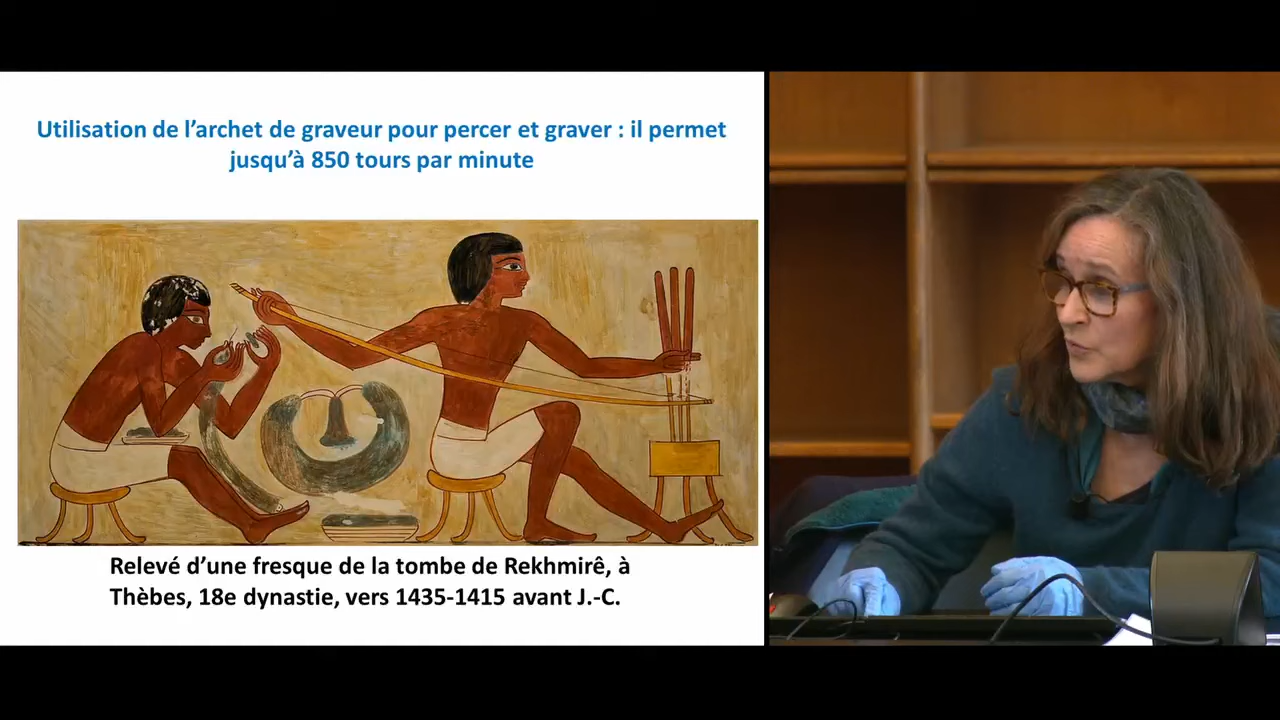 Utilisation de l’archet de graveur pour percer et graver : il permet
jusqu’à 850 tours par minute
Relevé d’une fresque de la tombe de Rekhmirê, à
Thèbes, 18e dynastie, vers 1435-1415 avant J.-C.